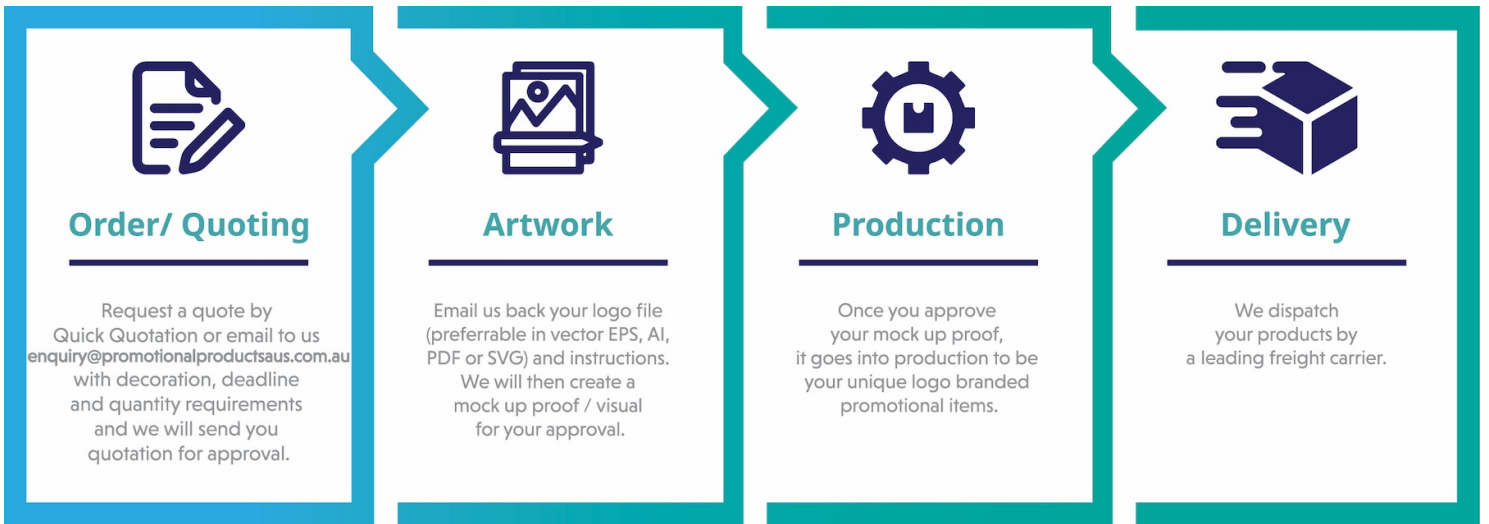 Order/ Quoting
Request a quote by
Quick Quotation or email to us
enquiry@promotionalproductsaus.com.au
with decoration, deadline
and quantity requirements
and we will send you
quotation for approval.
Artwork
Email us back your logo file
(preferrable in vector EPS, AI,
PDF or SVG) and instructions.
We will then create a
mock up proof / visual
for your approval.
Production
Once you approve
your mock up proof,
it goes into production to be
your unique logo branded
promotional items.
Delivery
We dispatch
your products by
a leading freight carrier.